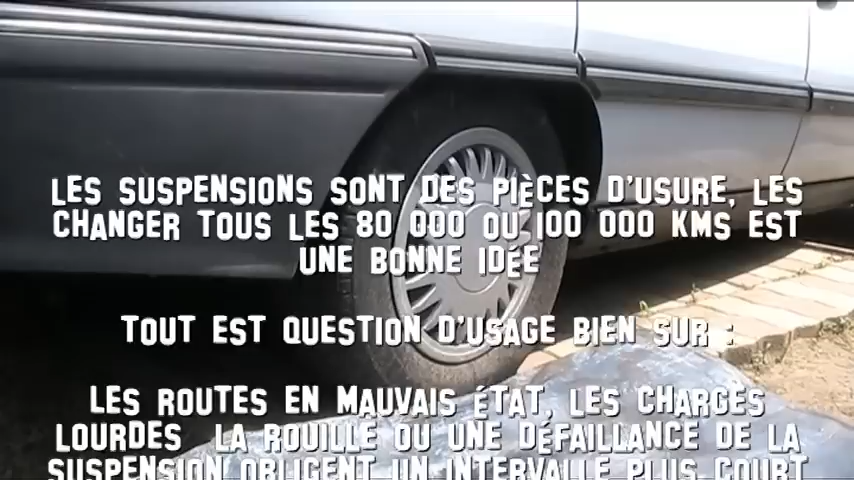 LES SUSPENSIONS SONT DES PIÈCES D'USURE, LES
CHANGER TOUS LES 80 000 OU 100 000 KMS EST
UNE BONNE IDÉE
TOUT EST QUESTION D'USAGE BIEN SUR :
LES ROUTES EN MAUVAIS ÉTAT, LES CHARGES
LOURDES LA ROUILLE OU UNE DÉFAILLANCE DE LA
SUSPENSION OBLIGENT UN INTERVALLE PLUS COURT